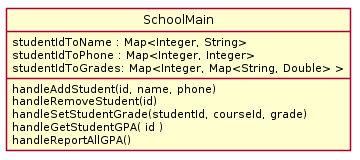 SchoolMain
studentIdToName : Map<Integer, String>
studentIdToPhone : Map<Integer, Integer>
studentIdToGrades: Map<Integer, Map<String, Double> >
handleAddStudent(id, name, phone)
handleRemoveStudent(id)
handleSetStudentGrade(studentId, courseId, grade)
handleGetStudentGPA( id )
handleReportAllGPA()